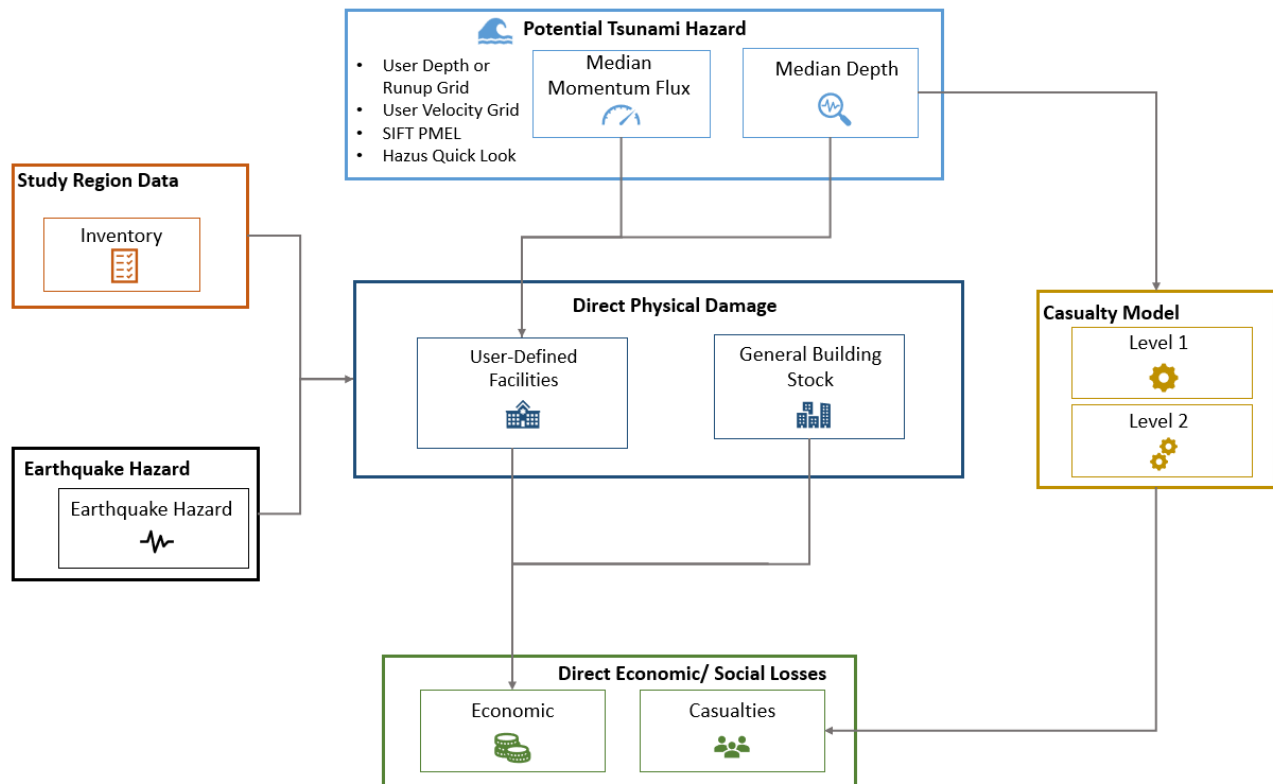 Potential Tsunami Hazard
• User Depth or
Runup Grid
• User Velocity Grid
• SIFT PMEL
• Hazus Quick Look
Median
Momentum Flux
Median Depth
Study Region Data
Inventory
Earthquake Hazard
Earthquake Hazard
Direct Physical Damage
User-Defined
Facilities
General Building
Stock
Casualty Model
Level 1
Level 2
Direct Economic/ Social Losses
Economic
Casualties